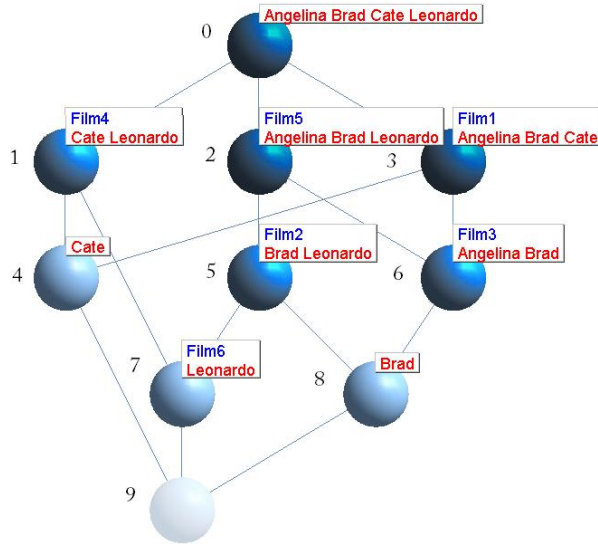 0
Angelina Brad Cate Leonardo
1
Film4
Cate Leonardo
2
Film5
Angelina Brad Leonardo
3
Film1
Angelina Brad Cate
4
Cate
5
Film2
Brad Leonardo
6
Film3
Angelina Brad
7
Film6
Leonardo
8
Brad
9